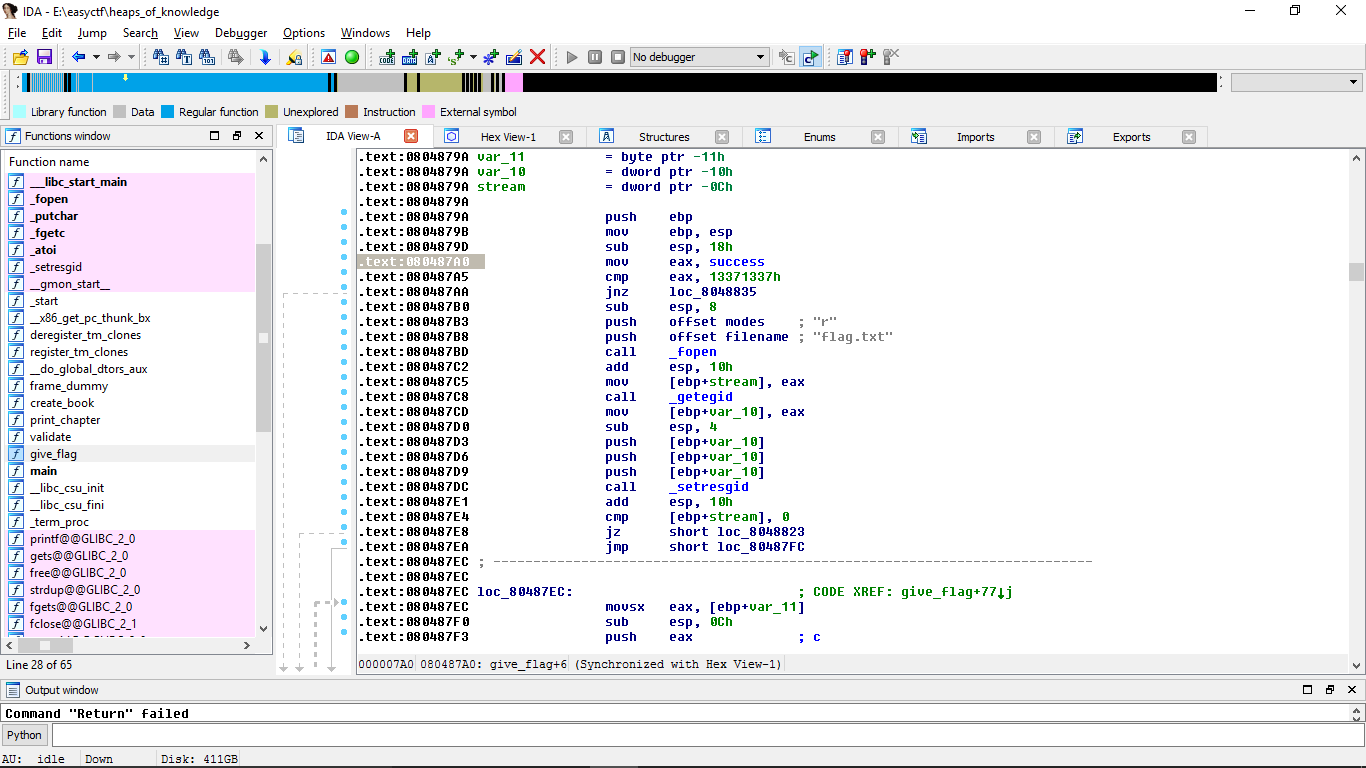 IDA - E:\easyctf\heaps_of_knowledge
File Edit Jump Search View Debugger Options Windows Help
No debugger
Library function Data Regular function Unexplored Instruction External symbol
Functions window
Function name
__libc_start_main
_fopen
_putchar
_fgetc
_atoi
_setresgid
__gmon_start__
_start
__x86_get_pc_thunk_bx
deregister_tm_clones
register_tm_clones
__do_global_dtors_aux
frame_dummy
create_book
print_chapter
validate
give_flag
main
__libc_csu_init
__libc_csu_fini
_term_proc
printf@@GLIBC_2_0
gets@@GLIBC_2_0
free@@GLIBC_2_0
strdup@@GLIBC_2_0
fgets@@GLIBC_2_0
fclose@@GLIBC_2_1
Line 28 of 65
IDA View-A Hex View-1 Structures Enums Imports Exports
.text:0804879A var_11 = byte ptr -11h
.text:0804879A var_10 = dword ptr -10h
.text:0804879A stream = dword ptr -0Ch
.text:0804879A
.text:0804879A push ebp
.text:0804879B mov ebp, esp
.text:0804879D sub esp, 18h
.text:080487A0 mov eax, success
.text:080487A5 cmp eax, 13371337h
.text:080487AA jnz loc_8048835
.text:080487B0 sub esp, 8
.text:080487B3 push offset modes ; "r"
.text:080487B8 push offset filename ; "flag.txt"
.text:080487BD call _fopen
.text:080487C2 add esp, 10h
.text:080487C5 mov [ebp+stream], eax
.text:080487C8 call _getegid
.text:080487CD mov [ebp+var_10], eax
.text:080487D0 sub esp, 4
.text:080487D3 push [ebp+var_10]
.text:080487D6 push [ebp+var_10]
.text:080487D9 push [ebp+var_10]
.text:080487DC call _setresgid
.text:080487E1 add esp, 10h
.text:080487E4 cmp [ebp+stream], 0
.text:080487E8 jz short loc_8048823
.text:080487EA jmp short loc_80487FC
.text:080487EC ; ---------------------------------------------------------------------------
.text:080487EC
.text:080487EC loc_80487EC: ; CODE XREF: give_flag+77↓j
.text:080487EC movsx eax, [ebp+var_11]
.text:080487F0 sub esp, 0Ch
.text:080487F3 push eax ; c
000007A0 080487A0: give_flag+6 (Synchronized with Hex View-1)
Output window
Command "Return" failed
Python
AU: idle Down Disk: 411GB